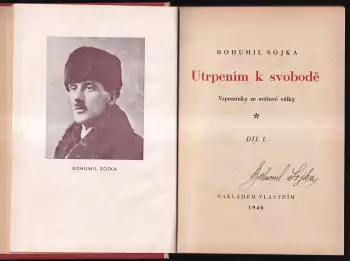 BOHUMIL SOJKA
BOHUMIL SOJKA
Utrpením k svobodě
Vzpomínky ze světové války
*
DÍL I.
Bohumil Sojka
NÁKLADEM VLASTNÍM
1946